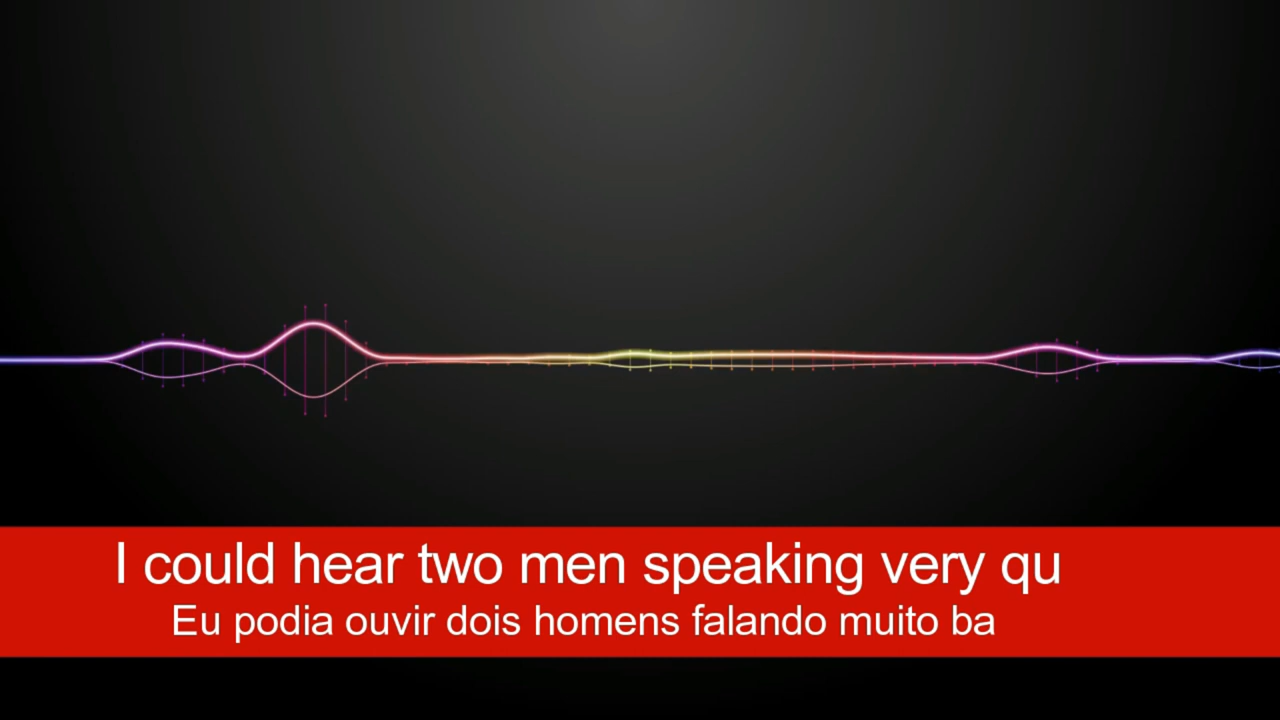 I could hear two men speaking very qu
Eu podia ouvir dois homens falando muito ba